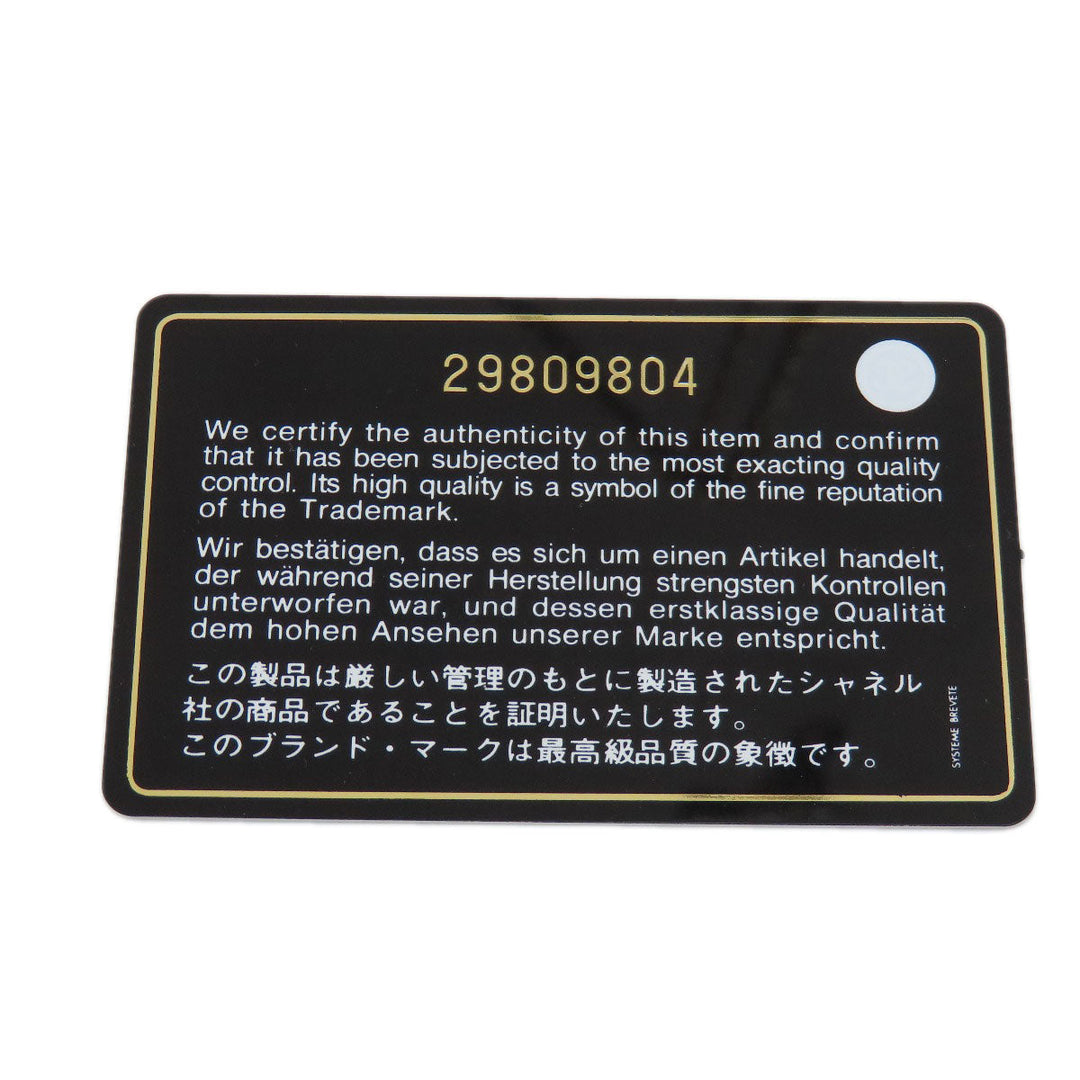 29809804
We certify the authenticity of this item and confirm
that it has been subjected to the most exacting quality
control. Its high quality is a symbol of the fine reputation
of the Trademark.
Wir bestätigen, dass es sich um einen Artikel handelt,
der während seiner Herstellung strengsten Kontrollen
unterworfen war, und dessen erstklassige Qualität
dem hohen Ansehen unserer Marke entspricht.
この製品は厳しい管理のもとに製造されたシャネル
社の商品であることを証明いたします。
このブランド・マークは最高級品質の象徴です。
SYSTEME BREVETE